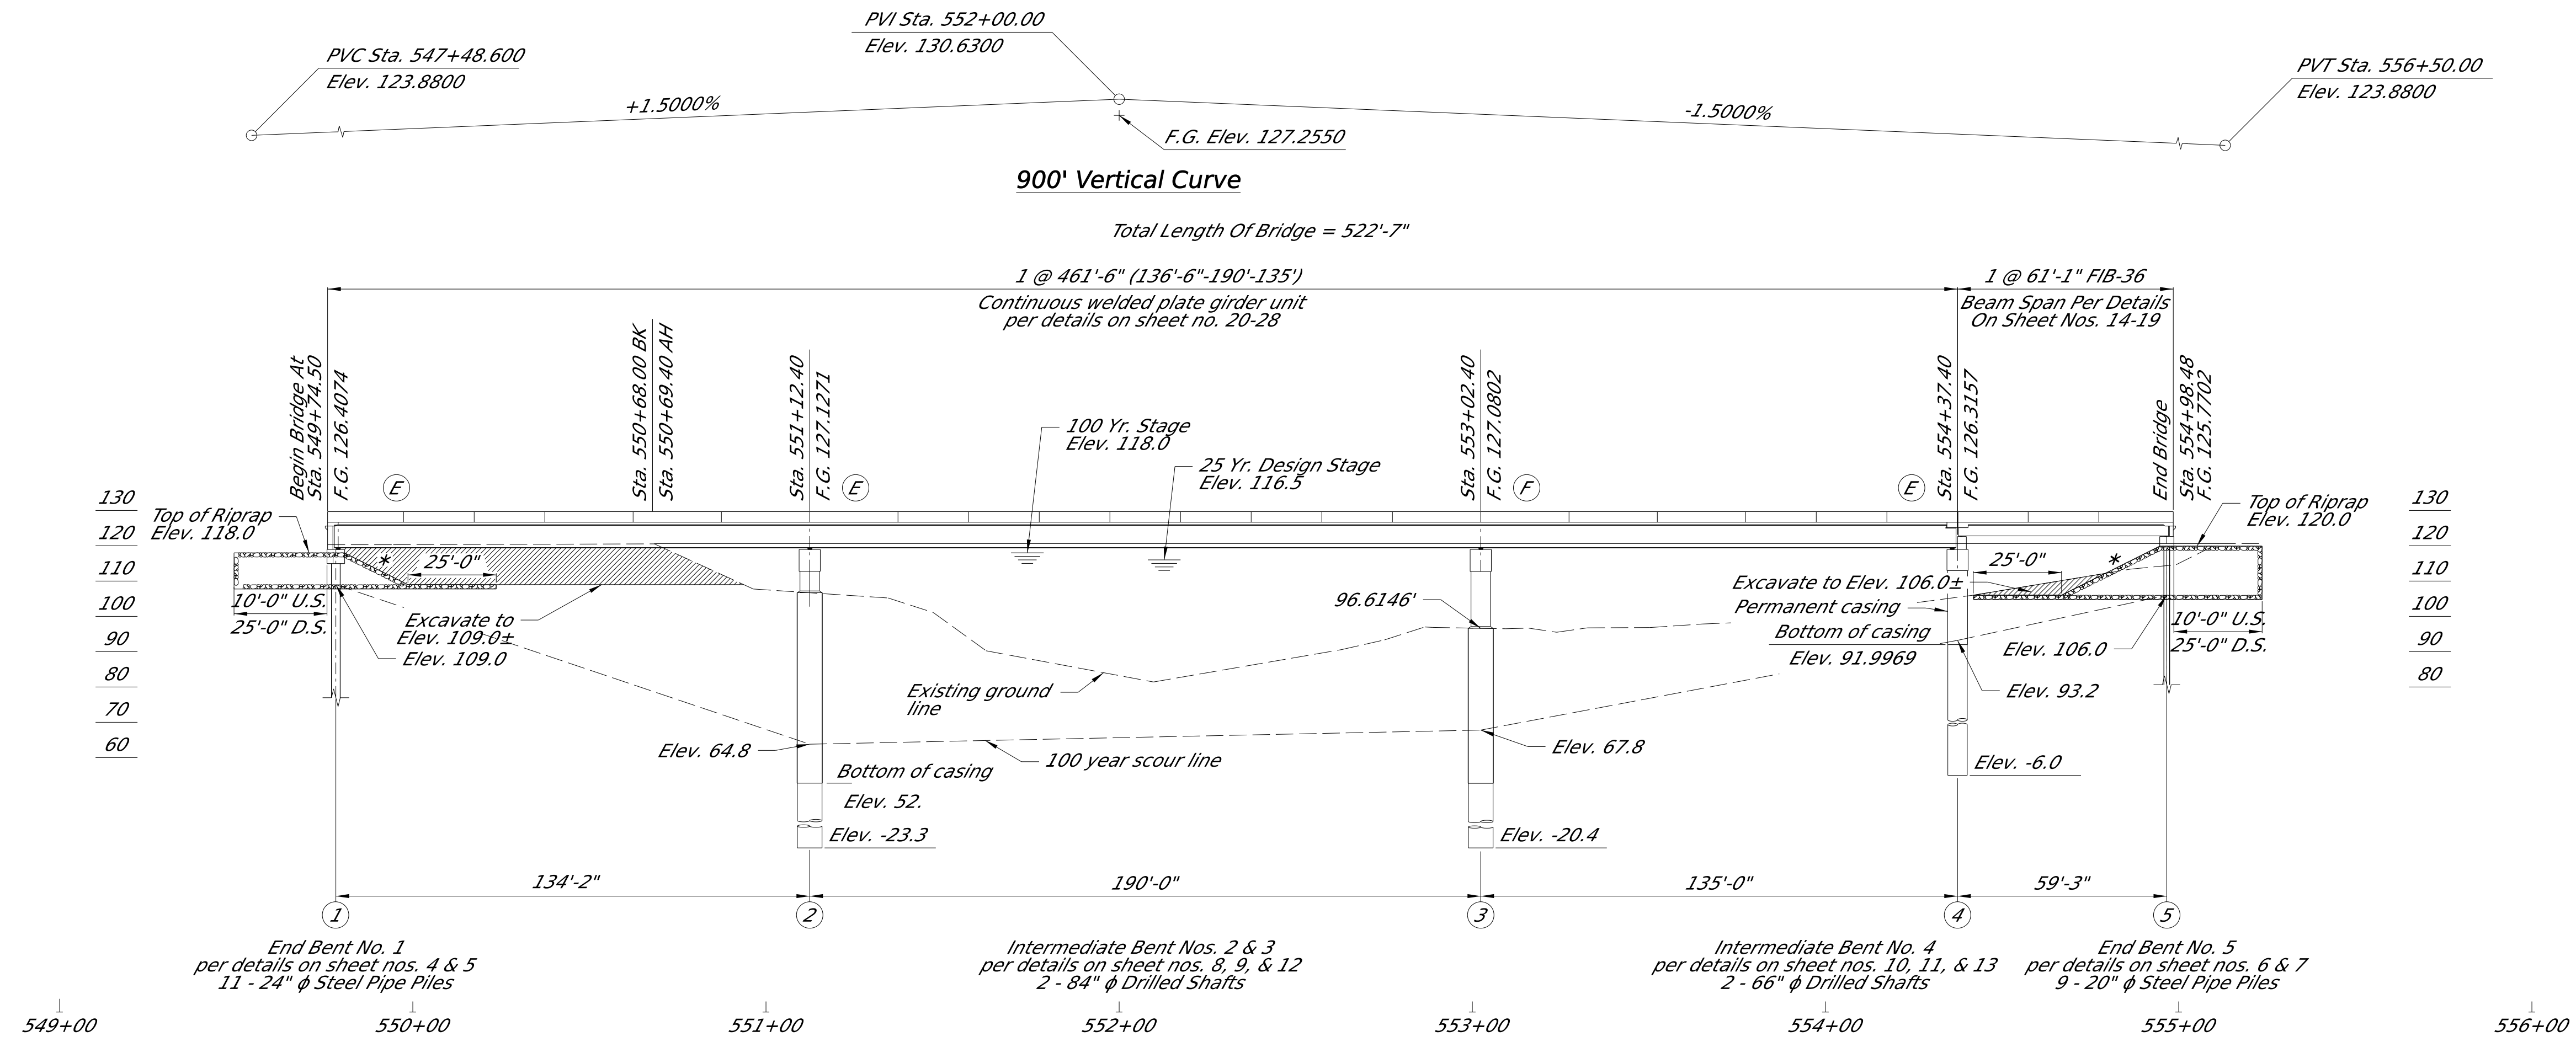 PVI Sta. 552+00.00
Elev. 130.6300
PVC Sta. 547+48.600
Elev. 123.8800
PVT Sta. 556+50.00
Elev. 123.8800
+1.5000%
-1.5000%
F.G. Elev. 127.2550
900' Vertical Curve
Total Length Of Bridge = 522'-7"
1 @ 461'-6" (136'-6"-190'-135')
Continuous welded plate girder unit
per details on sheet no. 20-28
1 @ 61'-1" FIB-36
Beam Span Per Details
On Sheet Nos. 14-19
Begin Bridge At
Sta. 549+74.50
F.G. 126.4074
Sta. 550+68.00 BK
Sta. 550+69.40 AH
Sta. 551+12.40
F.G. 127.1271
Sta. 553+02.40
F.G. 127.0802
Sta. 554+37.40
F.G. 126.3157
End Bridge
Sta. 554+98.48
F.G. 125.7702
100 Yr. Stage
Elev. 118.0
25 Yr. Design Stage
Elev. 116.5
E
E
F
E
130
120
110
100
90
80
70
60
130
120
110
100
90
80
Top of Riprap
Elev. 118.0
*
25'-0"
10'-0" U.S.
25'-0" D.S.
Excavate to
Elev. 109.0±
Elev. 109.0
Top of Riprap
Elev. 120.0
25'-0"
*
Excavate to Elev. 106.0±
Permanent casing
96.6146'
Bottom of casing
Elev. 91.9969
Elev. 106.0
10'-0" U.S.
25'-0" D.S.
Elev. 93.2
Existing ground
line
Elev. 64.8
100 year scour line
Elev. 67.8
Elev. -6.0
Bottom of casing
Elev. 52.
Elev. -23.3
Elev. -20.4
134'-2"
190'-0"
135'-0"
59'-3"
1
2
3
4
5
End Bent No. 1
per details on sheet nos. 4 & 5
11 - 24" ϕ Steel Pipe Piles
Intermediate Bent Nos. 2 & 3
per details on sheet nos. 8, 9, & 12
2 - 84" ϕ Drilled Shafts
Intermediate Bent No. 4
per details on sheet nos. 10, 11, & 13
2 - 66" ϕ Drilled Shafts
End Bent No. 5
per details on sheet nos. 6 & 7
9 - 20" ϕ Steel Pipe Piles
549+00
550+00
551+00
552+00
553+00
554+00
555+00
556+00